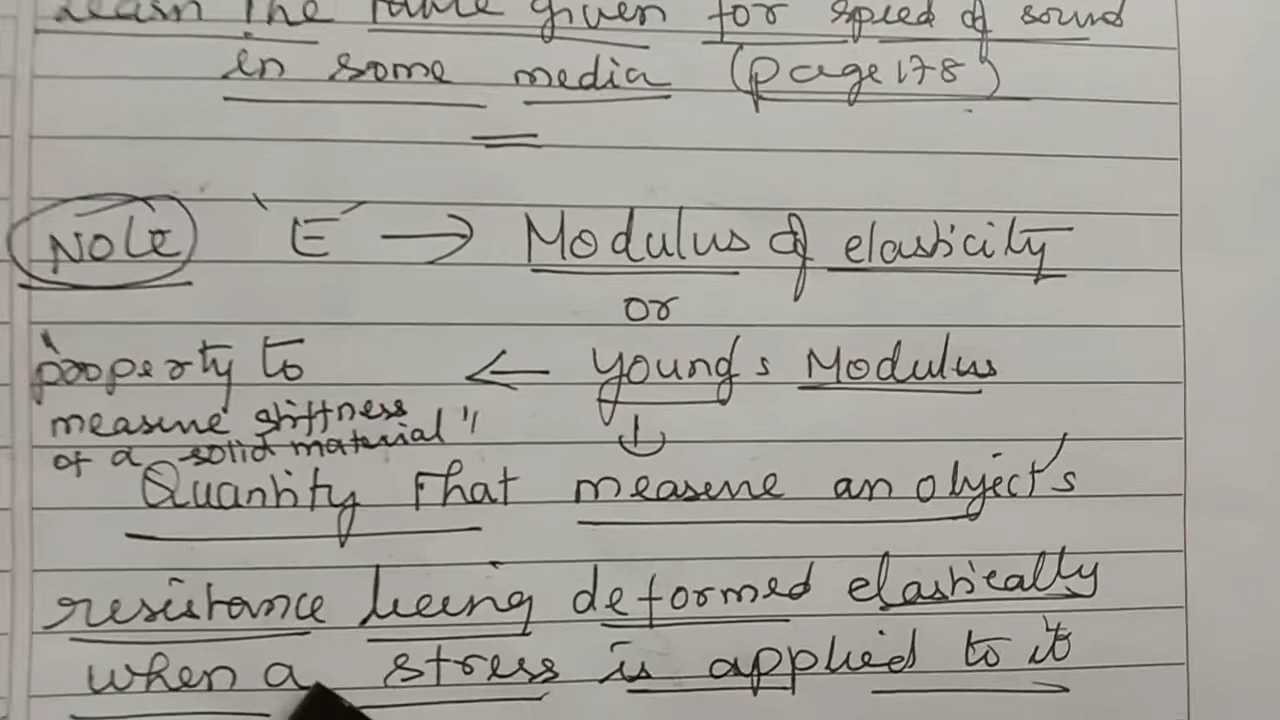 Learn the table given for speed of sound
in some media (page 178)
Note 'E' → Modulus of elasticity
or
property to ← Young's Modulus
measure stiffness
of a solid material"
↓
Quantity that measure an object's
resistance being deformed elastically
when a stress is applied to it